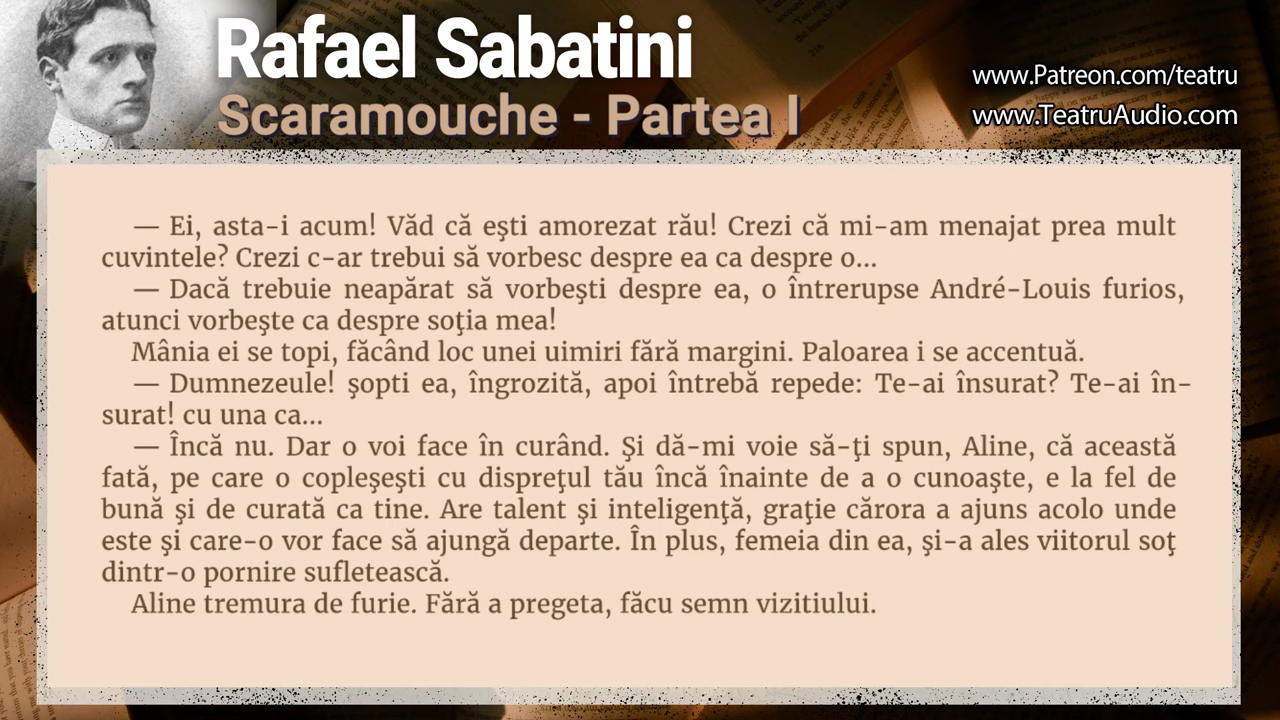 Rafael Sabatini
Scaramouche - Partea I
www.Patreon.com/teatru
www.TeatruAudio.com
— Ei, asta-i acum! Văd că eşti amorezat rău! Crezi că mi-am menajat prea mult
cuvintele? Crezi c-ar trebui să vorbesc despre ea ca despre o...
— Dacă trebuie neapărat să vorbeşti despre ea, o întrerupse André-Louis furios,
atunci vorbeşte ca despre soţia mea!
Mânia ei se topi, făcând loc unei uimiri fără margini. Paloarea i se accentuă.
— Dumnezeule! şopti ea, îngrozită, apoi întrebă repede: Te-ai însurat? Te-ai în-
surat! cu una ca...
— Încă nu. Dar o voi face în curând. Şi dă-mi voie să-ţi spun, Aline, că această
fată, pe care o copleşeşti cu dispreţul tău încă înainte de a o cunoaşte, e la fel de
bună şi de curată ca tine. Are talent şi inteligenţă, graţie cărora a ajuns acolo unde
este şi care-o vor face să ajungă departe. În plus, femeia din ea, şi-a ales viitorul soţ
dintr-o pornire sufletească.
Aline tremura de furie. Fără a pregeta, făcu semn vizitiului.